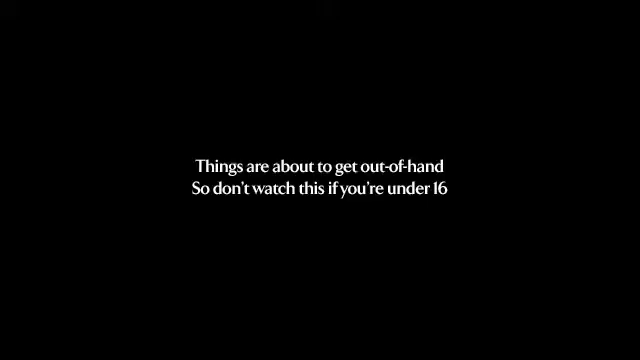 Things are about to get out-of-hand
So don't watch this if you're under 16